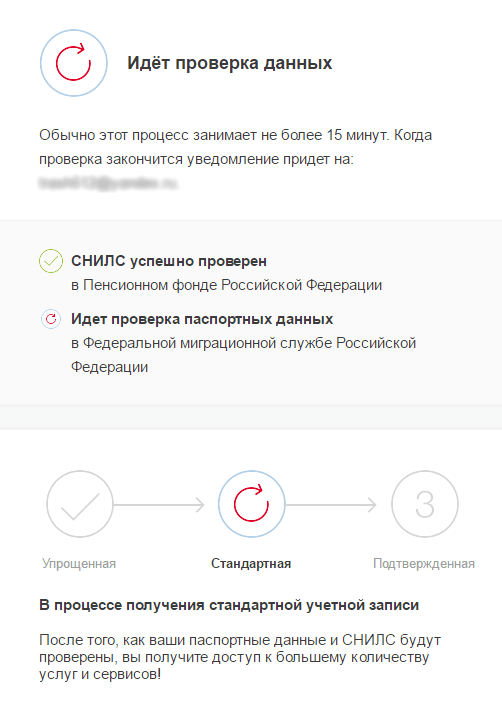 Идёт проверка данных
Обычно этот процесс занимает не более 15 минут. Когда
проверка закончится уведомление придет на:
СНИЛС успешно проверен
в Пенсионном фонде Российской Федерации
Идет проверка паспортных данных
в Федеральной миграционной службе Российской
Федерации
3
Упрощенная
Стандартная
Подтвержденная
В процессе получения стандартной учетной записи
После того, как ваши паспортные данные и СНИЛС будут
проверены, вы получите доступ к большему количеству
услуг и сервисов!